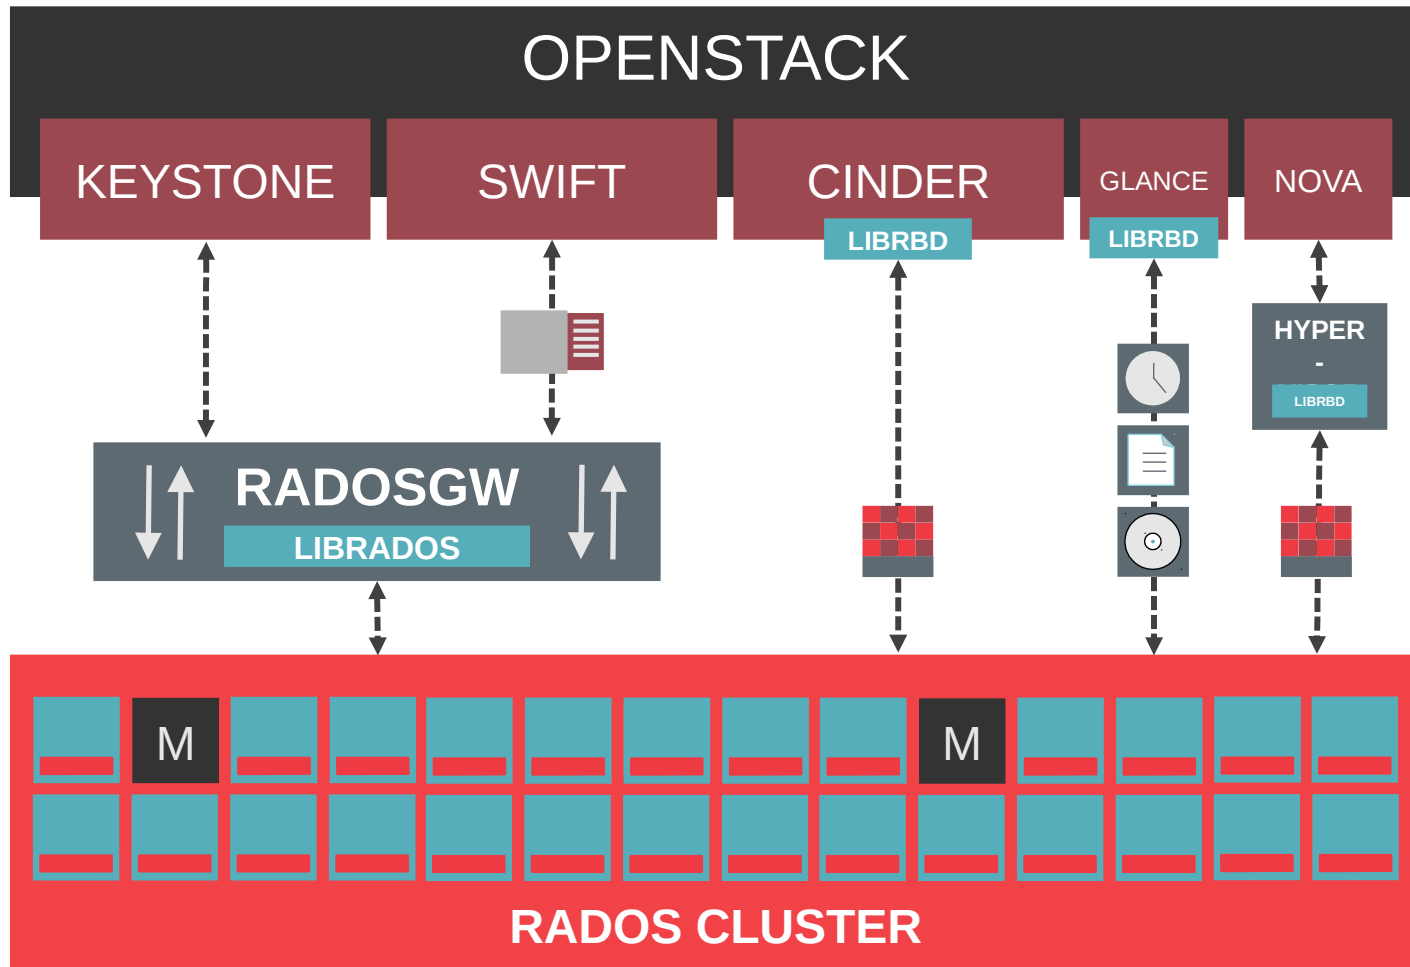 OPENSTACK
KEYSTONE
SWIFT
CINDER
GLANCE
NOVA
LIBRBD
LIBRBD
HYPER
-
LIBRBD
RADOSGW
LIBRADOS
M
M
RADOS CLUSTER